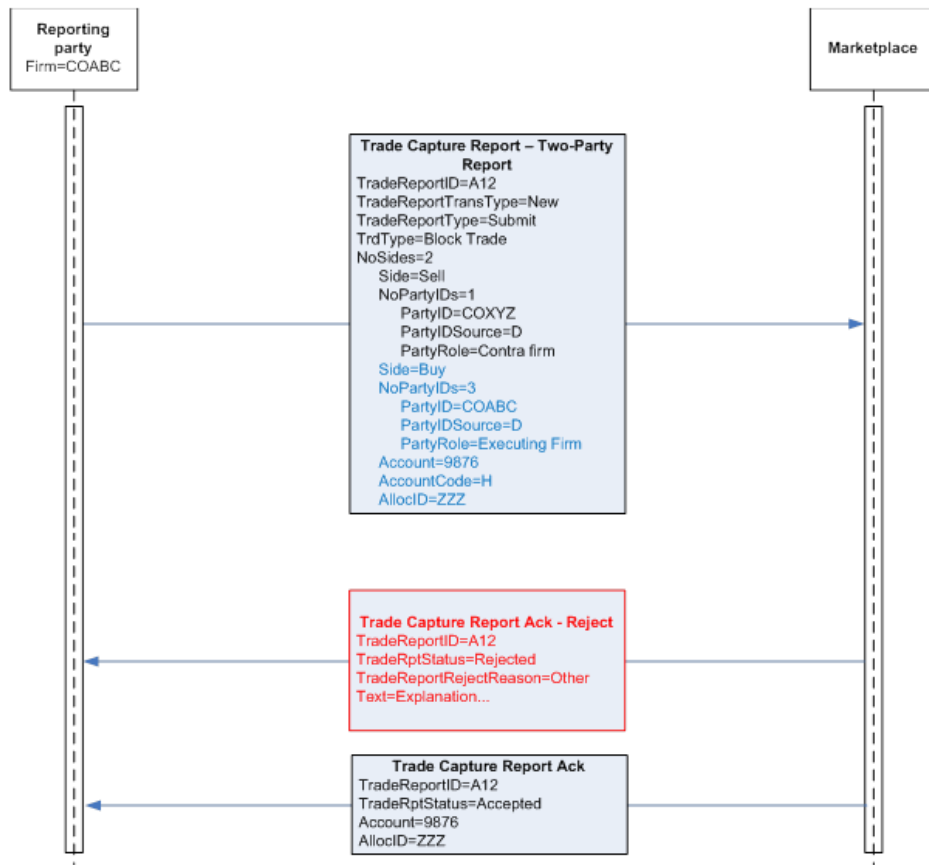 Reporting
party
Firm=COABC
Marketplace
Trade Capture Report – Two-Party
Report
TradeReportID=A12
TradeReportTransType=New
TradeReportType=Submit
TrdType=Block Trade
NoSides=2
Side=Sell
NoPartyIDs=1
PartyID=COXYZ
PartyIDSource=D
PartyRole=Contra firm
Side=Buy
NoPartyIDs=3
PartyID=COABC
PartyIDSource=D
PartyRole=Executing Firm
Account=9876
AccountCode=H
AllocID=ZZZ
Trade Capture Report Ack - Reject
TradeReportID=A12
TradeRptStatus=Rejected
TradeReportRejectReason=Other
Text=Explanation...
Trade Capture Report Ack
TradeReportID=A12
TradeRptStatus=Accepted
Account=9876
AllocID=ZZZ